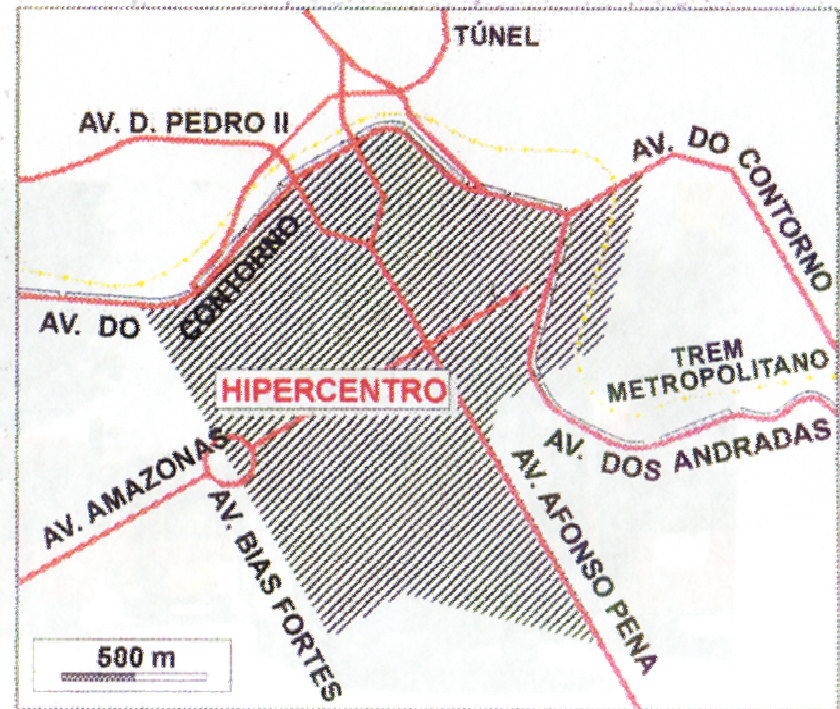 TÚNEL
AV. D. PEDRO II
AV. DO CONTORNO
AV. DO CONTORNO
TREM
METROPOLITANO
HIPERCENTRO
AV. DOS ANDRADAS
AV. AMAZONAS
AV. BIAS FORTES
AV. AFONSO PENA
500 m